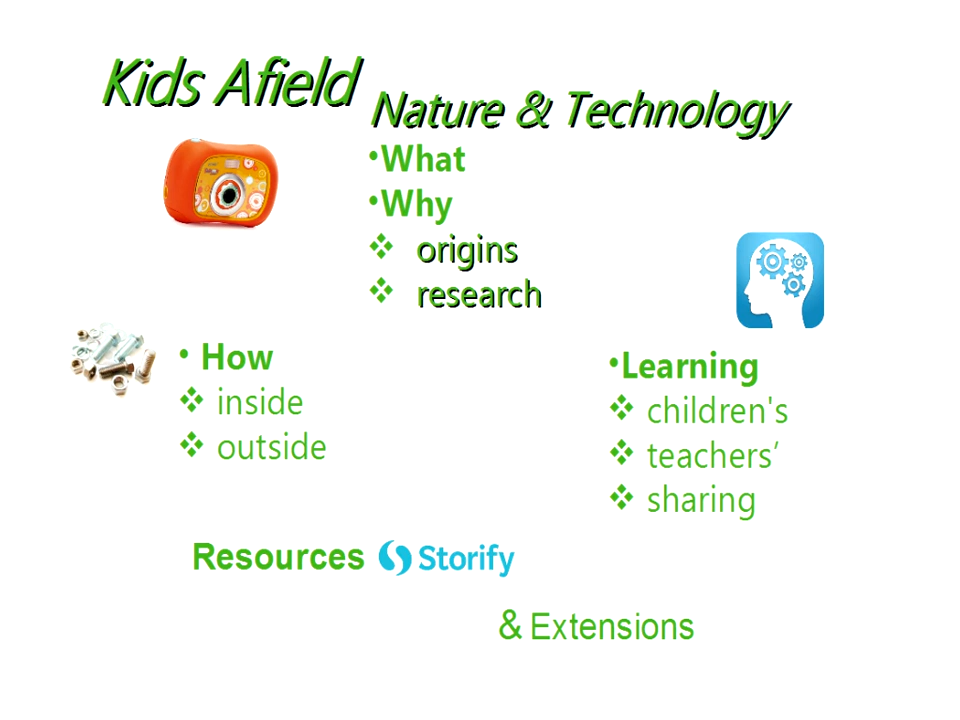 Kids Afield
Nature & Technology
•What
•Why
❖ origins
❖ research
• How
❖ inside
❖ outside
•Learning
❖ children's
❖ teachers’
❖ sharing
Resources Storify
& Extensions